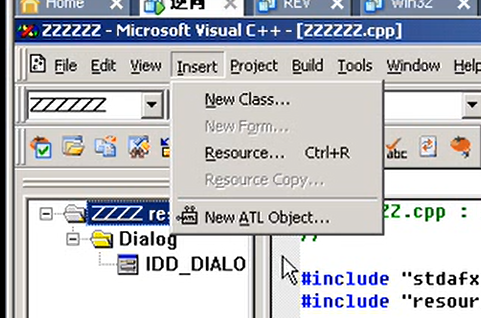 Home
REV
Win32
ZZZZZZ - Microsoft Visual C++ - [ZZZZZZ.cpp]
File Edit View Insert Project Build Tools Window Help
ZZZZZZ
New Class...
New Form...
Resource... Ctrl+R
Resource Copy...
New ATL Object...
abc
ZZZZ re
ZZ.cpp :
//
Dialog
IDD_DIALO
#include "stdafx
#include "resour